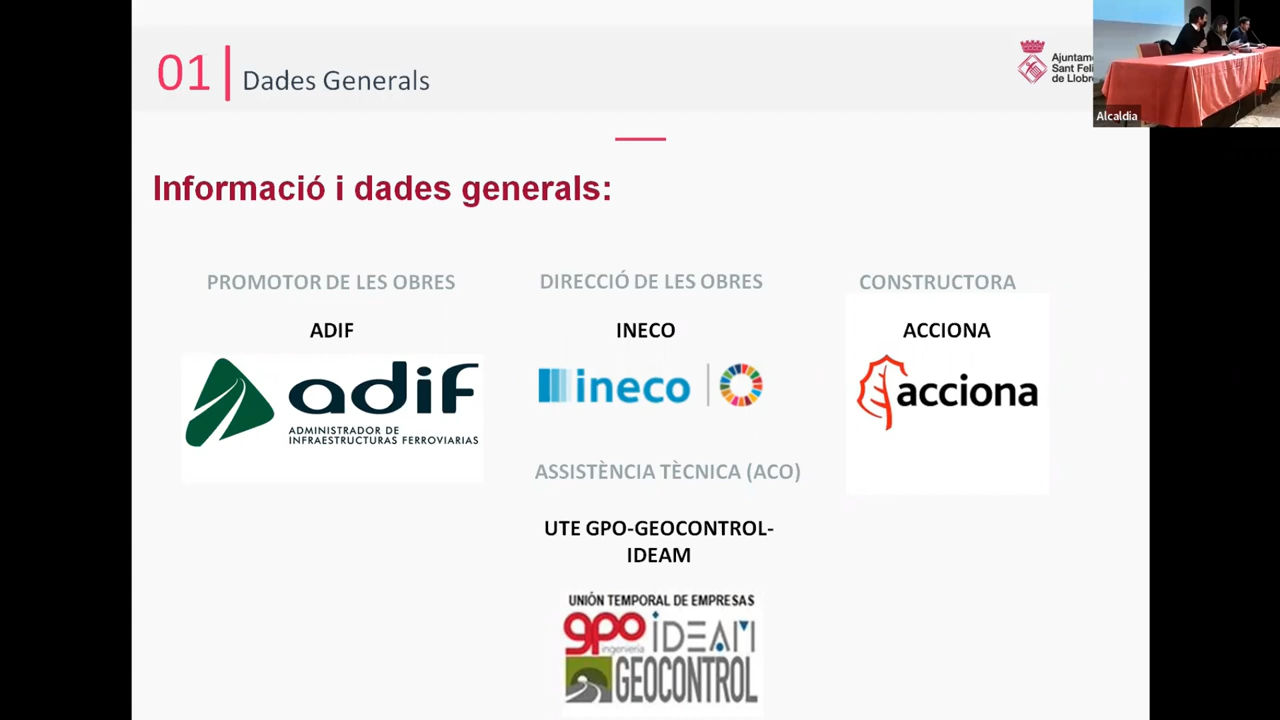 01
Dades Generals
Ajuntame
Sant Feli
de Llobre
Alcaldia
Informació i dades generals:
PROMOTOR DE LES OBRES
ADIF
adif
ADMINISTRADOR DE
INFRAESTRUCTURAS FERROVIARIAS
DIRECCIÓ DE LES OBRES
INECO
ineco
ASSISTÈNCIA TÈCNICA (ACO)
UTE GPO-GEOCONTROL-
IDEAM
UNIÓN TEMPORAL DE EMPRESAS
gpo
ingeniería
IDEAM
GEOCONTROL
CONSTRUCTORA
ACCIONA
acciona